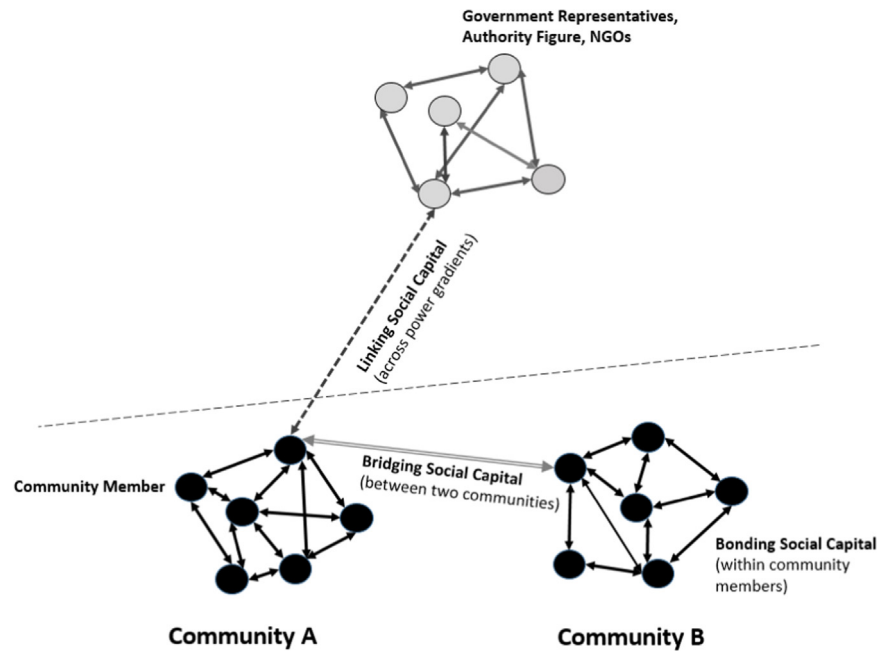 Government Representatives,
Authority Figure, NGOs
Linking Social Capital
(across power gradients)
Bridging Social Capital
(between two communities)
Community Member
Bonding Social Capital
(within community
members)
Community A
Community B